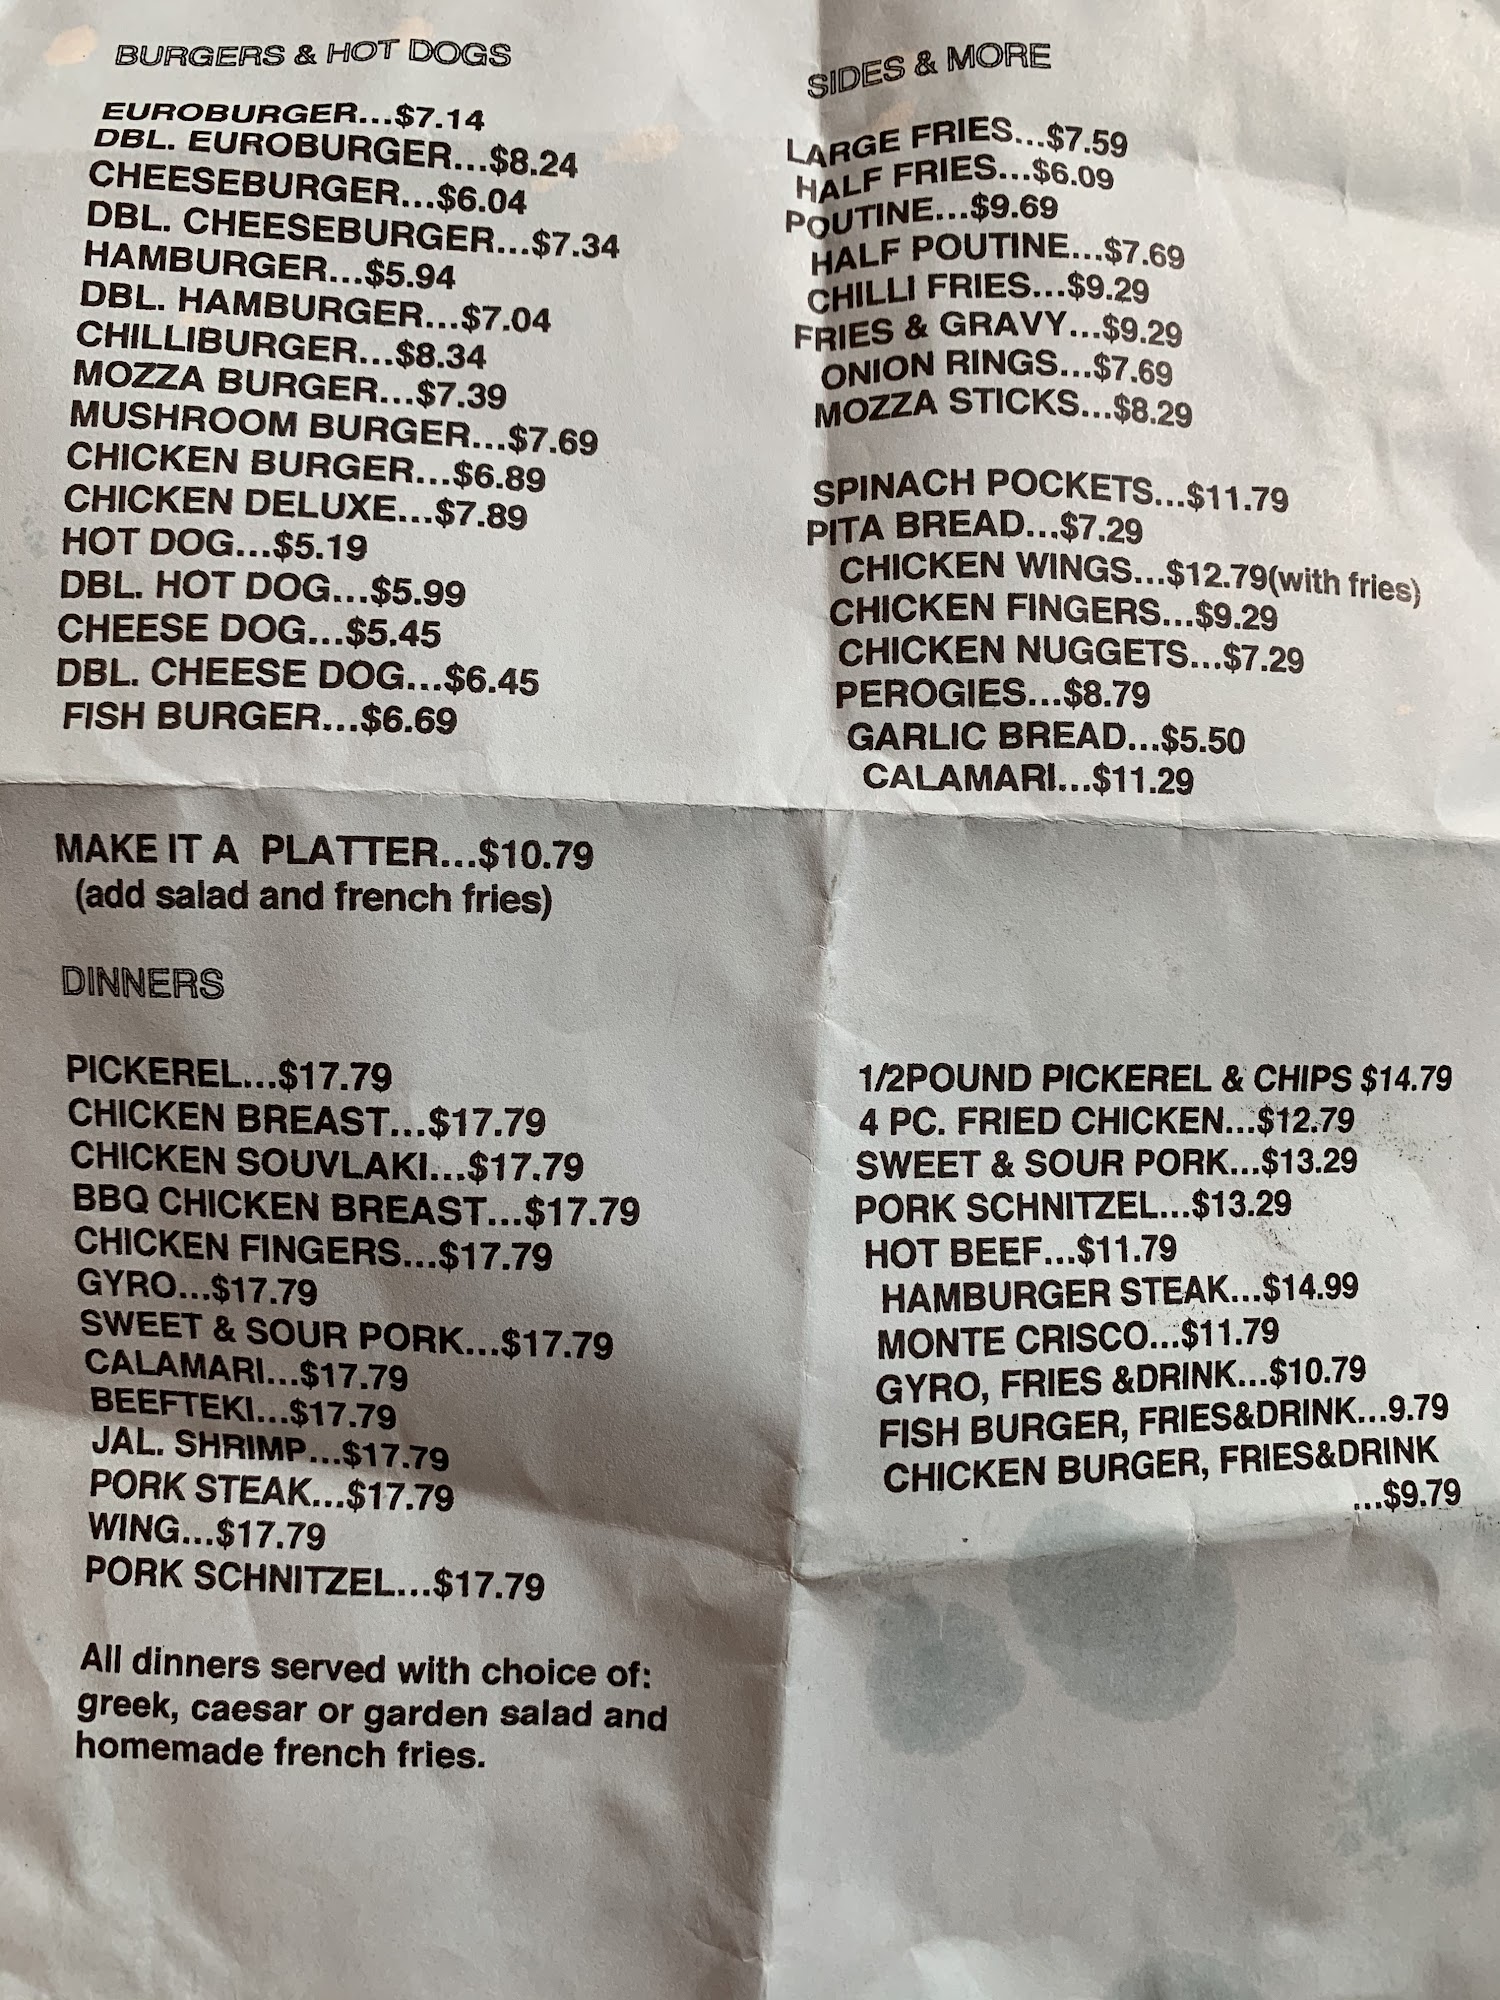 BURGERS & HOT DOGS
EUROBURGER...$7.14
DBL. EUROBURGER...$8.24
CHEESEBURGER...$6.04
DBL. CHEESEBURGER...$7.34
HAMBURGER...$5.94
DBL. HAMBURGER...$7.04
CHILLIBURGER...$8.34
MOZZA BURGER...$7.39
MUSHROOM BURGER...$7.69
CHICKEN BURGER...$6.89
CHICKEN DELUXE...$7.89
HOT DOG...$5.19
DBL. HOT DOG...$5.99
CHEESE DOG...$5.45
DBL. CHEESE DOG...$6.45
FISH BURGER...$6.69
MAKE IT A PLATTER...$10.79
(add salad and french fries)
SIDES & MORE
LARGE FRIES...$7.59
HALF FRIES...$6.09
POUTINE...$9.69
HALF POUTINE...$7.69
CHILLI FRIES...$9.29
FRIES & GRAVY...$9.29
ONION RINGS...$7.69
MOZZA STICKS...$8.29
SPINACH POCKETS...$11.79
PITA BREAD...$7.29
CHICKEN WINGS...$12.79(with fries)
CHICKEN FINGERS...$9.29
CHICKEN NUGGETS...$7.29
PEROGIES...$8.79
GARLIC BREAD...$5.50
CALAMARI...$11.29
DINNERS
PICKEREL...$17.79
CHICKEN BREAST...$17.79
CHICKEN SOUVLAKI...$17.79
BBQ CHICKEN BREAST...$17.79
CHICKEN FINGERS...$17.79
GYRO...$17.79
SWEET & SOUR PORK...$17.79
CALAMARI...$17.79
BEEFTEKI...$17.79
JAL. SHRIMP...$17.79
PORK STEAK...$17.79
WING...$17.79
PORK SCHNITZEL...$17.79
All dinners served with choice of:
greek, caesar or garden salad and
homemade french fries.
1/2POUND PICKEREL & CHIPS $14.79
4 PC. FRIED CHICKEN...$12.79
SWEET & SOUR PORK...$13.29
PORK SCHNITZEL...$13.29
HOT BEEF...$11.79
HAMBURGER STEAK...$14.99
MONTE CRISCO...$11.79
GYRO, FRIES &DRINK...$10.79
FISH BURGER, FRIES&DRINK...9.79
CHICKEN BURGER, FRIES&DRINK
...$9.79